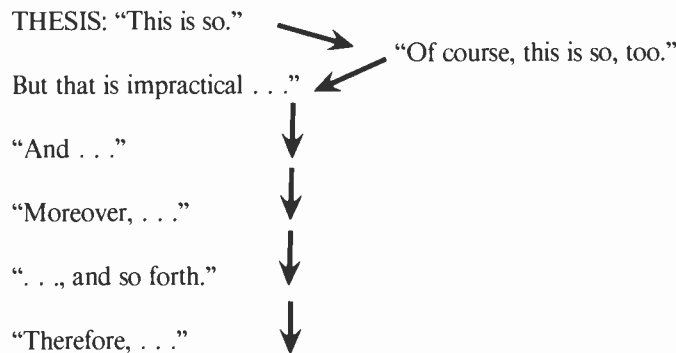 THESIS: “This is so.”
“Of course, this is so, too.”
But that is impractical . . .”
“And . . .”
“Moreover, . . .”
“. . ., and so forth.”
“Therefore, . . .”